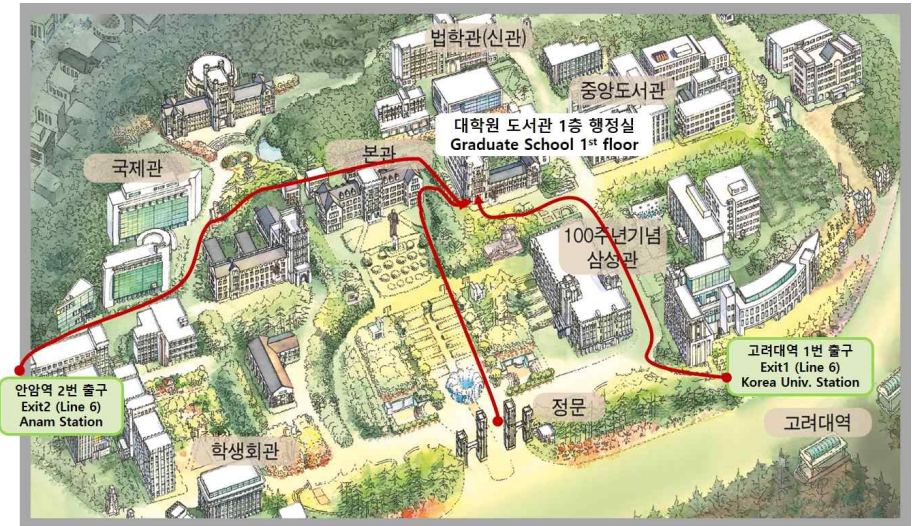 법학관(신관)
중앙도서관
대학원 도서관 1층 행정실
Graduate School 1st floor
본관
국제관
100주년기념
삼성관
고려대역 1번 출구
Exit1 (Line 6)
Korea Univ. Station
안암역 2번 출구
Exit2 (Line 6)
Anam Station
정문
고려대역
학생회관